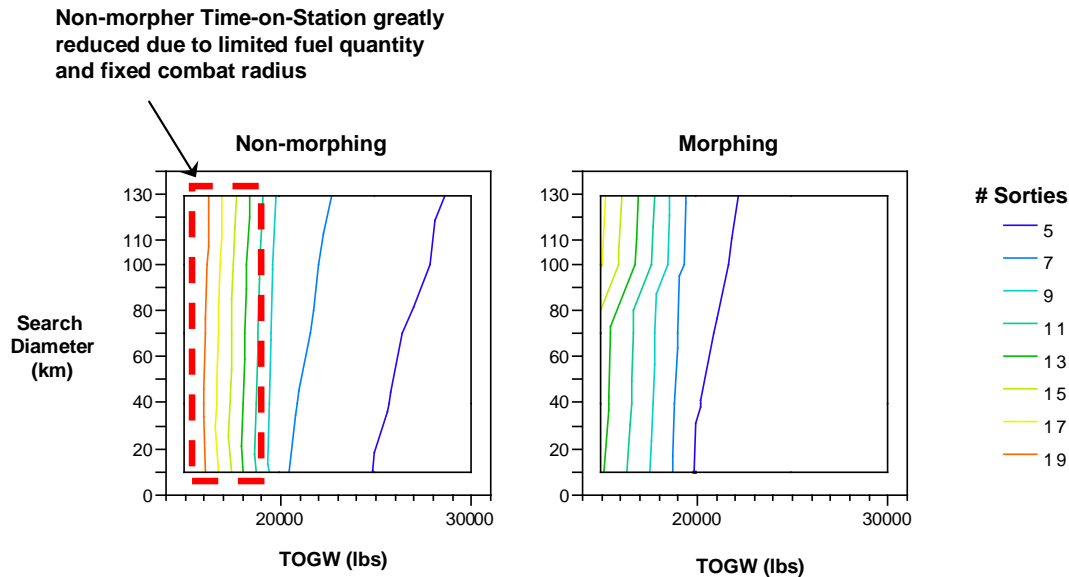 Non-morpher Time-on-Station greatly
reduced due to limited fuel quantity
and fixed combat radius
Non-morphing
Morphing
Search
Diameter
(km)
130
110
100
80
60
40
20
0
20000
30000
TOGW (lbs)
130
110
100
80
60
40
20
0
20000
30000
TOGW (lbs)
# Sorties
5
7
9
11
13
15
17
19